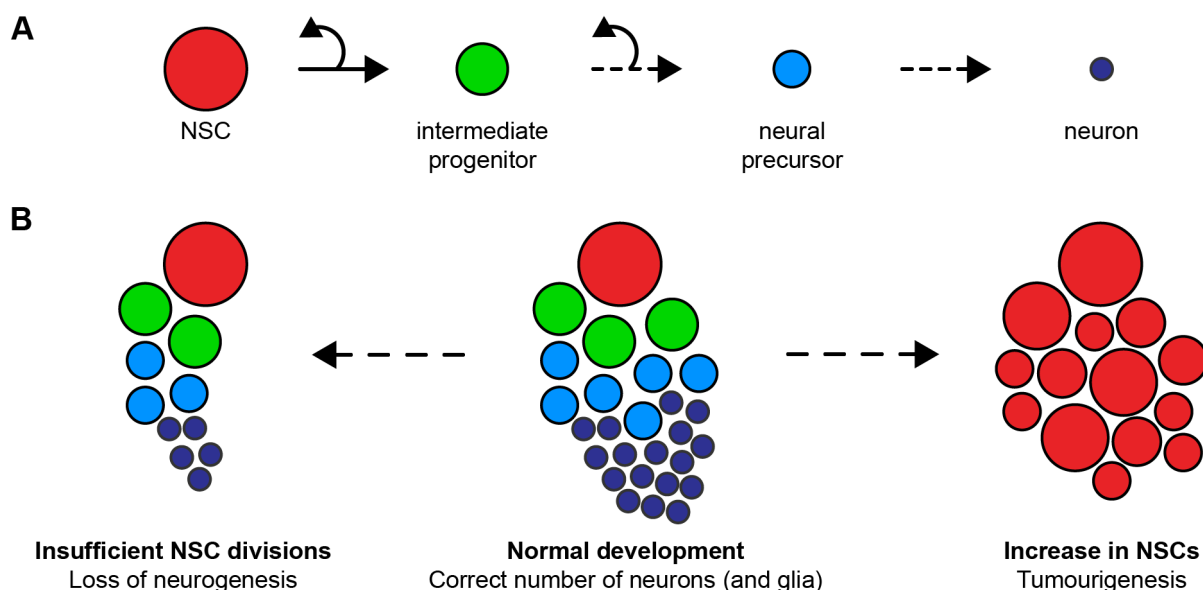 A
NSC
intermediate
progenitor
neural
precursor
neuron
B
Insufficient NSC divisions
Loss of neurogenesis
Normal development
Correct number of neurons (and glia)
Increase in NSCs
Tumourigenesis